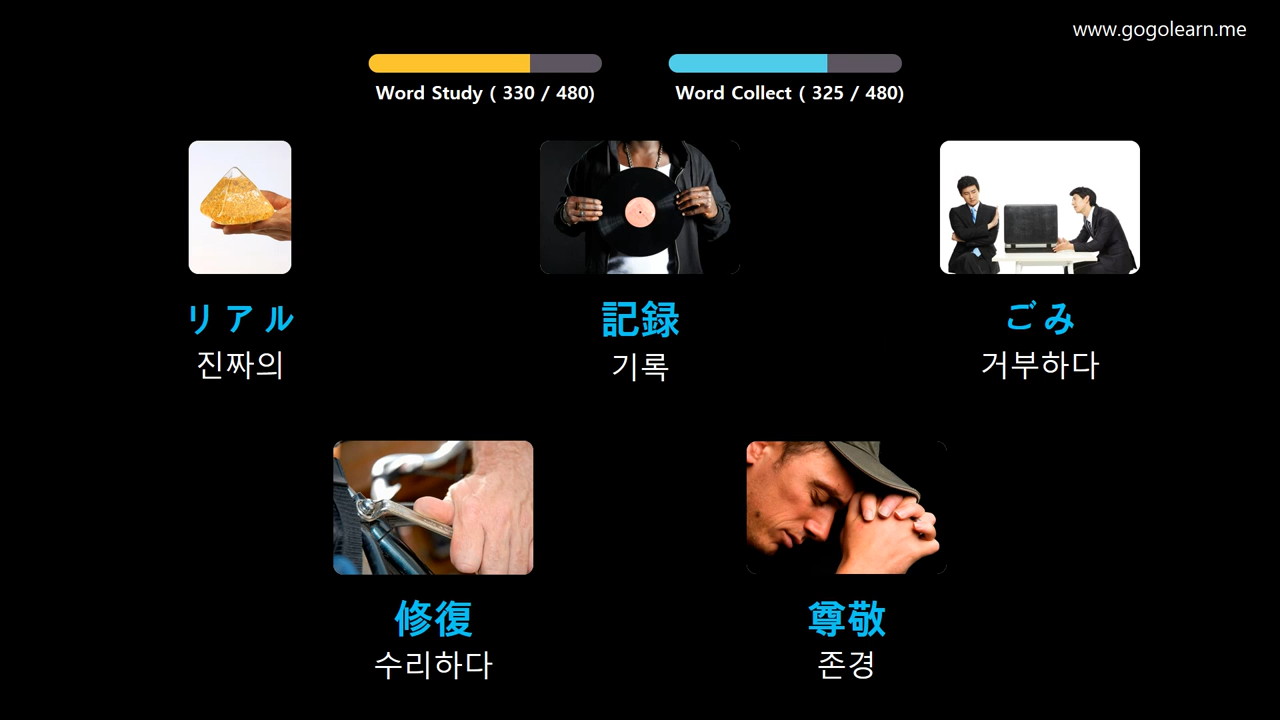 www.gogolearn.me
Word Study ( 330 / 480)
Word Collect ( 325 / 480)
リアル
진짜의
記録
기록
ごみ
거부하다
修復
수리하다
尊敬
존경